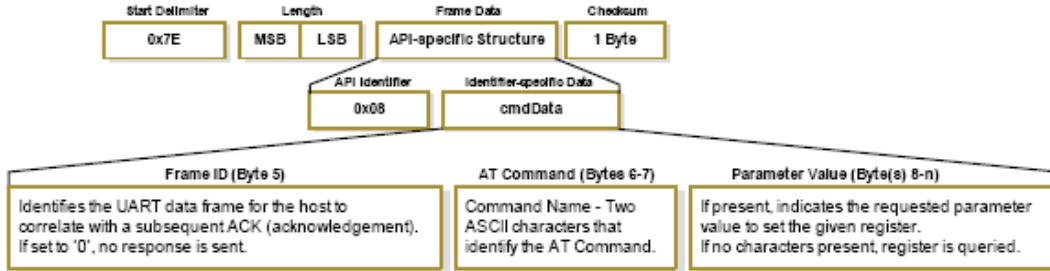 Start Delimiter Length Frame Data Checksum
0x7E MSB LSB API-specific Structure 1 Byte
API Identifier Identifier-specific Data
0x08 cmdData
Frame ID (Byte 5)
Identifies the UART data frame for the host to
correlate with a subsequent ACK (acknowledgement).
If set to '0', no response is sent.
AT Command (Bytes 6-7)
Command Name - Two
ASCII characters that
identify the AT Command.
Parameter Value (Byte(s) 8-n)
If present, indicates the requested parameter
value to set the given register.
If no characters present, register is queried.